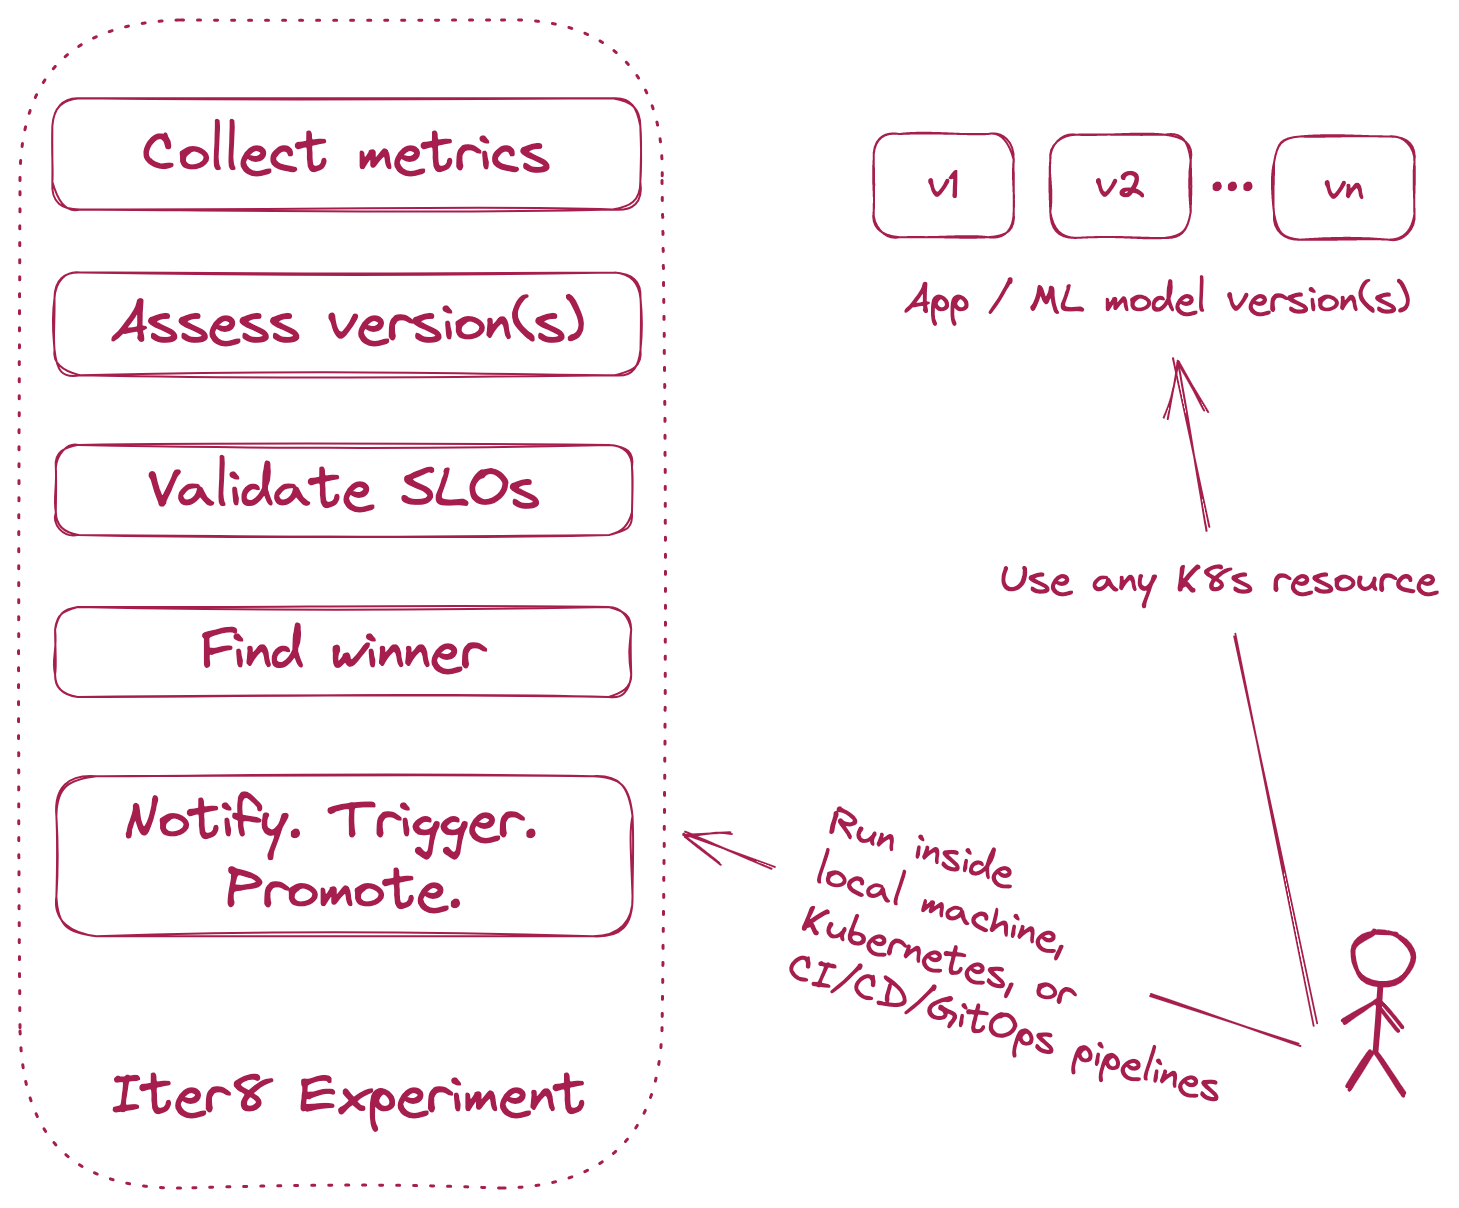 Collect metrics
Assess version(s)
Validate SLOs
Find winner
Notify. Trigger.
Promote.
Iter8 Experiment
v1 v2 ... vn
App / ML model version(s)
Use any K8s resource
Run inside
local machine,
Kubernetes, or
CI/CD/GitOps pipelines